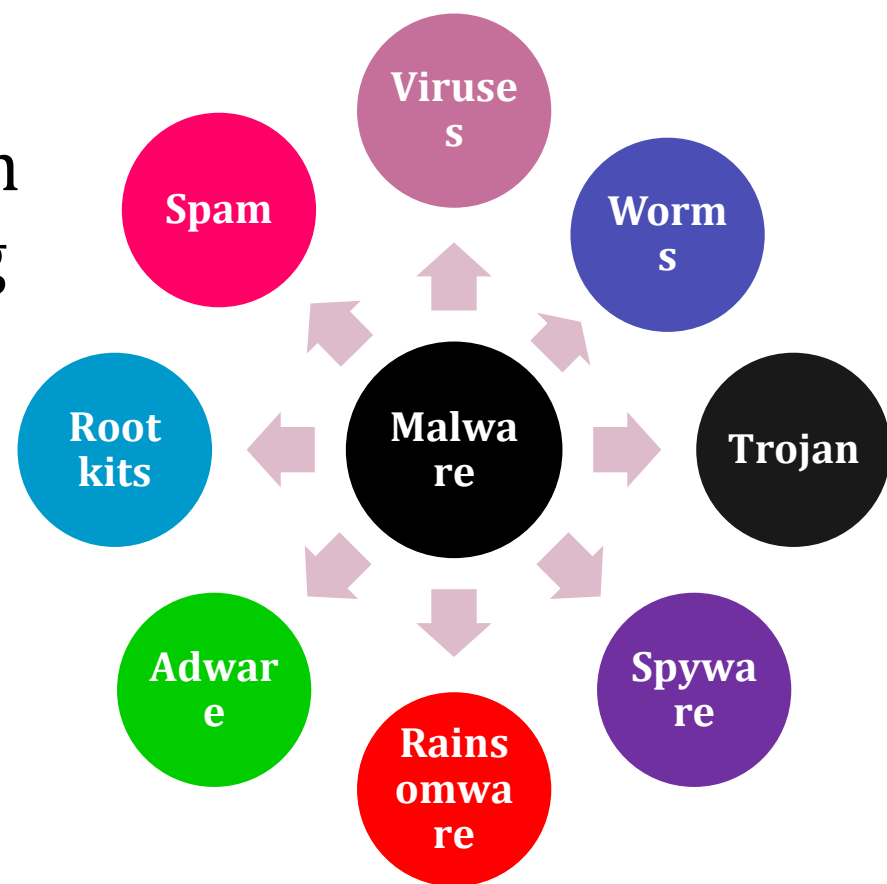 n
g
Viruse
s
Worm
s
Trojan
Spywa
re
Rains
omwa
re
Adwar
e
Root
kits
Spam
Malwa
re